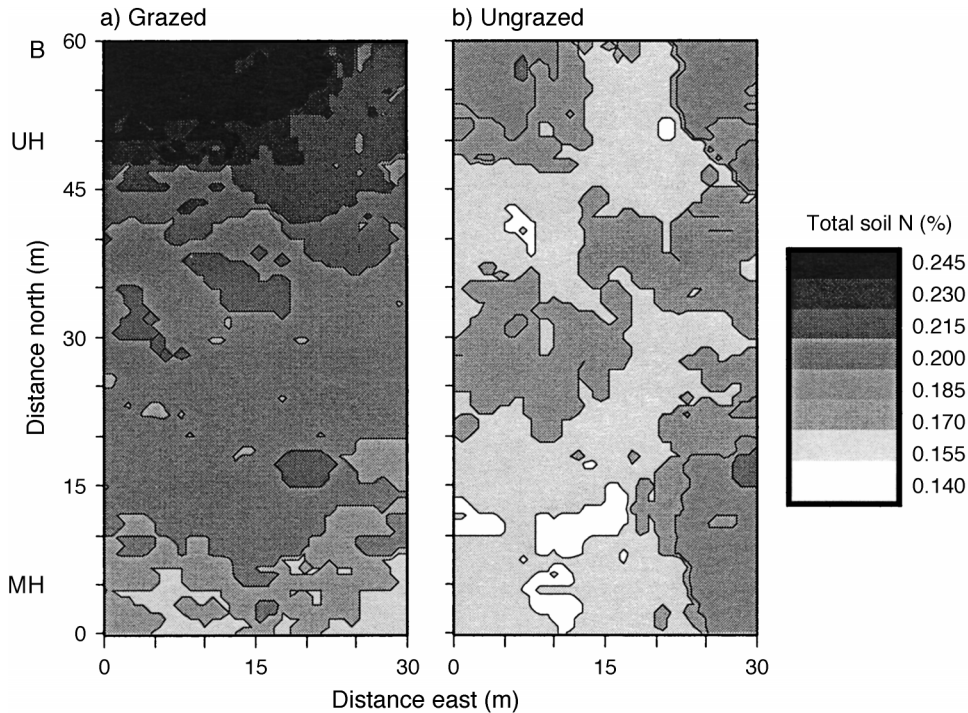 a) Grazed
b) Ungrazed
B
UH
MH
60
45
30
15
0
Distance north (m)
0
15
30
0
15
30
Distance east (m)
Total soil N (%)
0.245
0.230
0.215
0.200
0.185
0.170
0.155
0.140